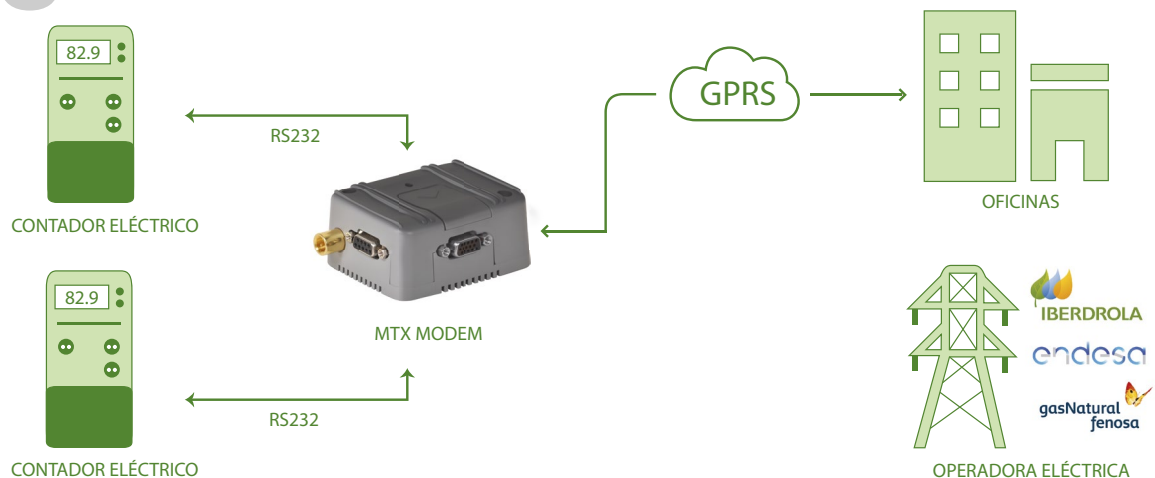 82.9
RS232
CONTADOR ELÉCTRICO
82.9
RS232
CONTADOR ELÉCTRICO
MTX MODEM
GPRS
OFICINAS
IBERDROLA
endesa
gasNatural
fenosa
OPERADORA ELÉCTRICA